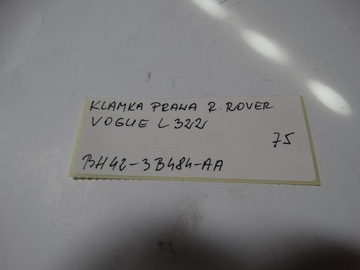 KLAMKA PRAWA R. ROVER
VOGUE L322
75
BH42-3B484-AA